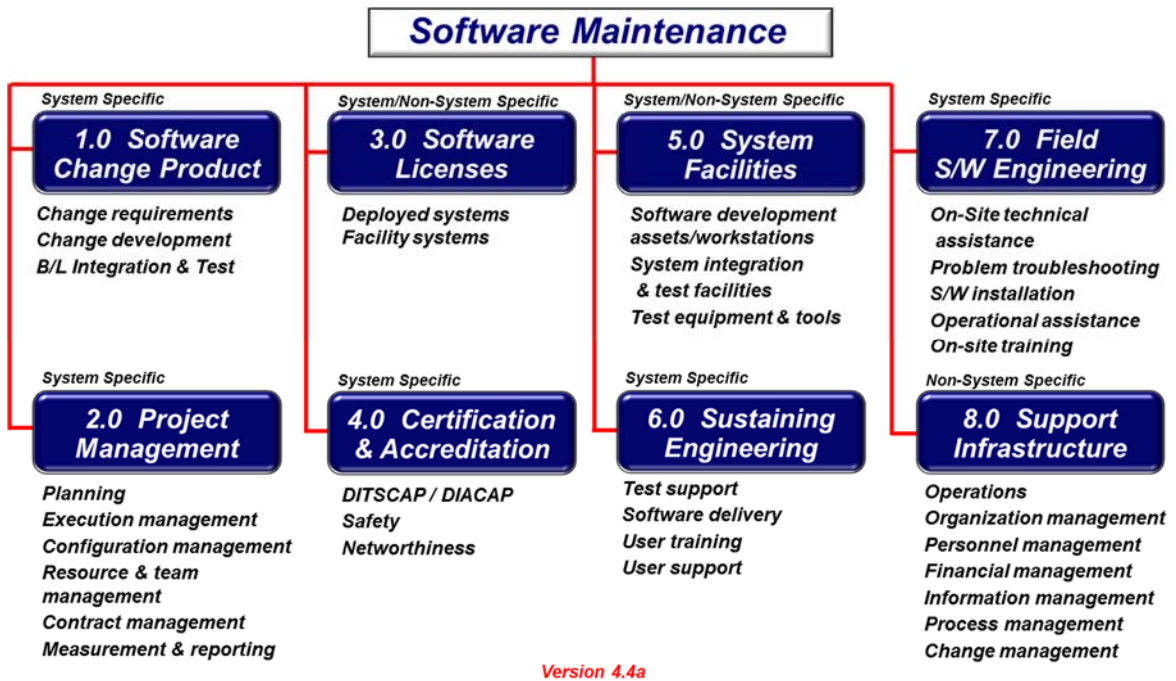 Software Maintenance
System Specific
1.0 Software
Change Product
Change requirements
Change development
B/L Integration & Test
System/Non-System Specific
3.0 Software
Licenses
Deployed systems
Facility systems
System/Non-System Specific
5.0 System
Facilities
Software development
assets/workstations
System integration
& test facilities
Test equipment & tools
System Specific
7.0 Field
S/W Engineering
On-Site technical
assistance
Problem troubleshooting
S/W installation
Operational assistance
On-site training
System Specific
2.0 Project
Management
Planning
Execution management
Configuration management
Resource & team
management
Contract management
Measurement & reporting
System Specific
4.0 Certification
& Accreditation
DITSCAP / DIACAP
Safety
Networthiness
System Specific
6.0 Sustaining
Engineering
Test support
Software delivery
User training
User support
Non-System Specific
8.0 Support
Infrastructure
Operations
Organization management
Personnel management
Financial management
Information management
Process management
Change management
Version 4.4a